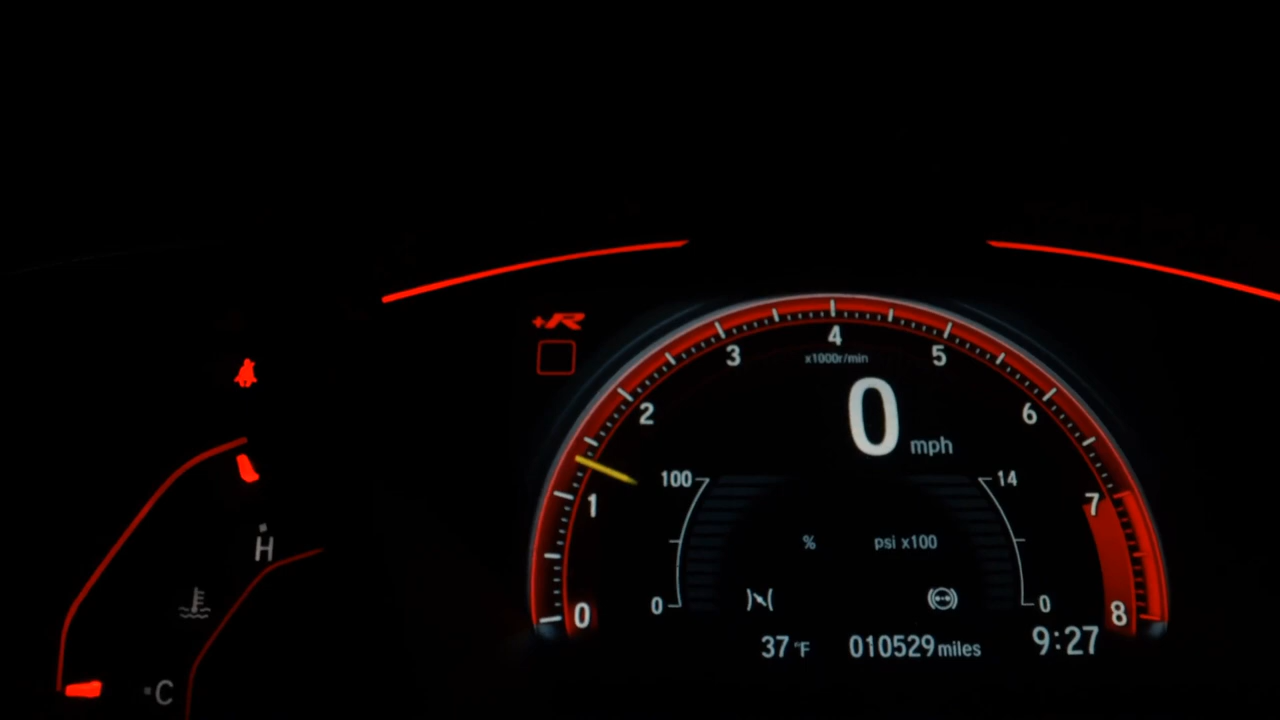 +R
4
3 5
x1000r/min
2 6
0 mph
100 14
1 7
% psi x100
H
0 0
0 8
37 °F 010529 miles 9:27
C